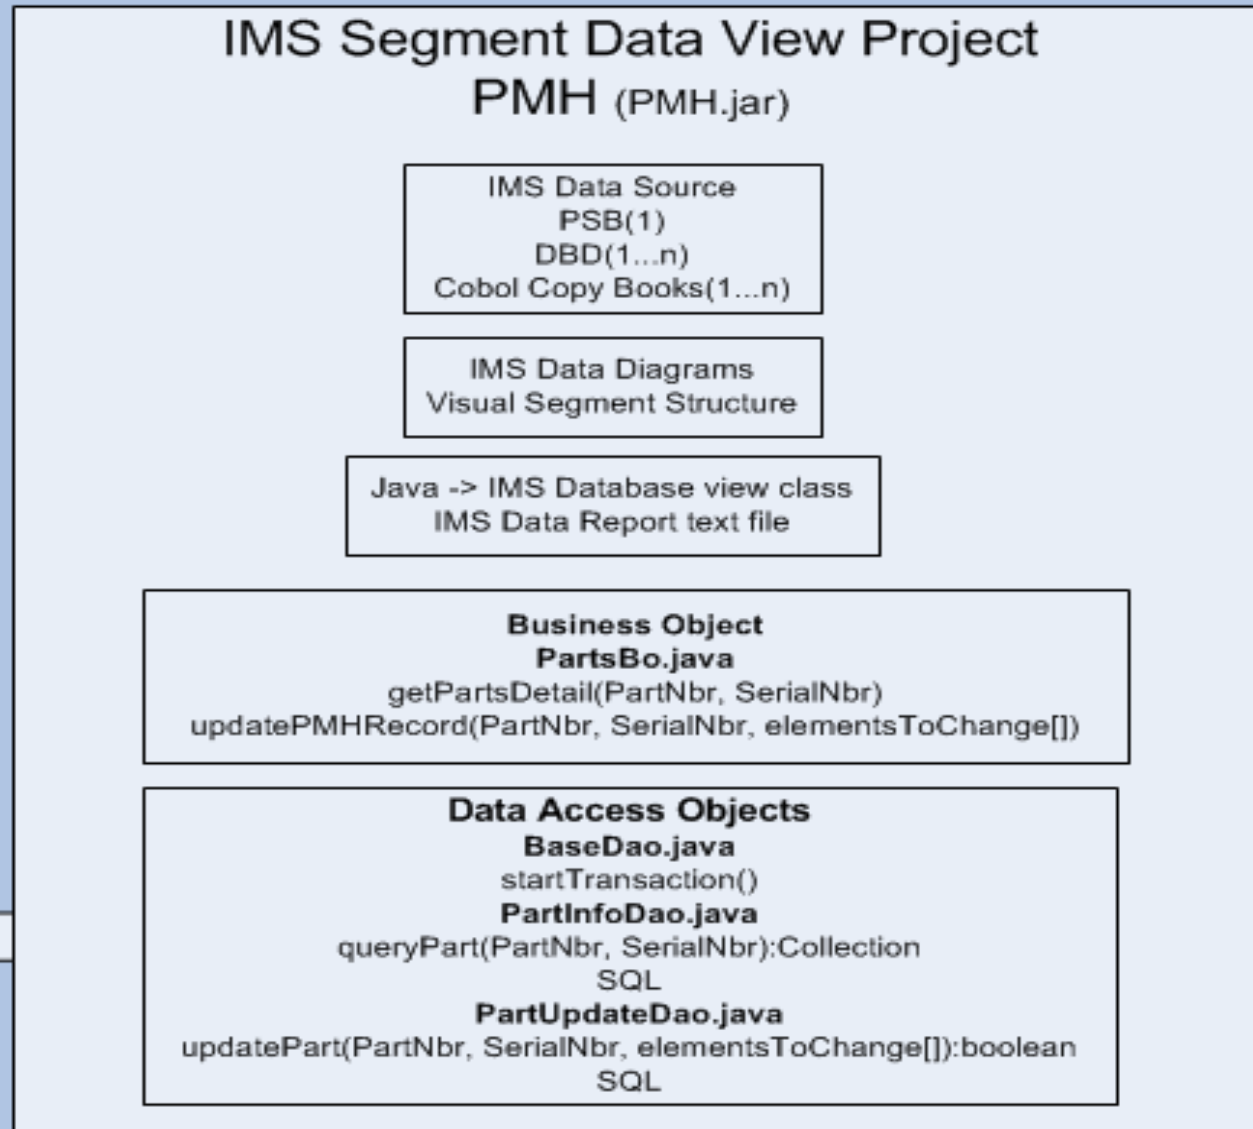 IMS Segment Data View Project
PMH (PMH.jar)
IMS Data Source
PSB(1)
DBD(1...n)
Cobol Copy Books(1...n)
IMS Data Diagrams
Visual Segment Structure
Java -> IMS Database view class
IMS Data Report text file
Business Object
PartsBo.java
getPartsDetail(PartNbr, SerialNbr)
updatePMHRecord(PartNbr, SerialNbr, elementsToChange[])
Data Access Objects
BaseDao.java
startTransaction()
PartInfoDao.java
queryPart(PartNbr, SerialNbr):Collection
SQL
PartUpdateDao.java
updatePart(PartNbr, SerialNbr, elementsToChange[]):boolean
SQL